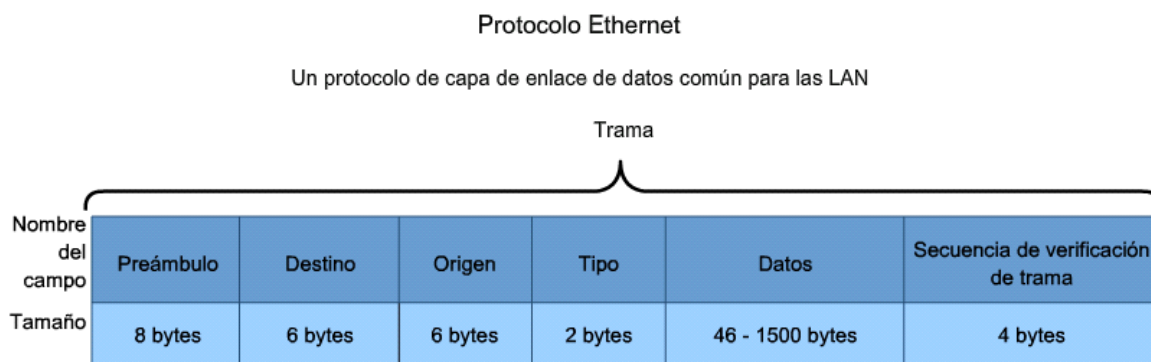 Protocolo Ethernet
Un protocolo de capa de enlace de datos común para las LAN
Trama
Nombre
del
campo
Preámbulo
Destino
Origen
Tipo
Datos
Secuencia de verificación
de trama
Tamaño
8 bytes
6 bytes
6 bytes
2 bytes
46 - 1500 bytes
4 bytes